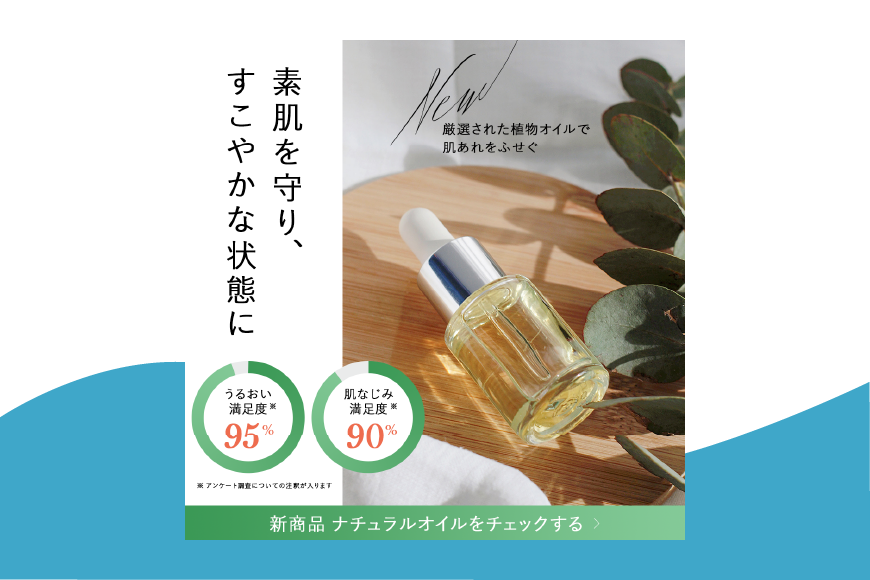 素肌を守り、
すこやかな状態に
New
厳選された植物オイルで
肌あれをふせぐ
うるおい
満足度※
95%
肌なじみ
満足度※
90%
※ アンケート調査についての注釈が入ります
新商品 ナチュラルオイルをチェックする >